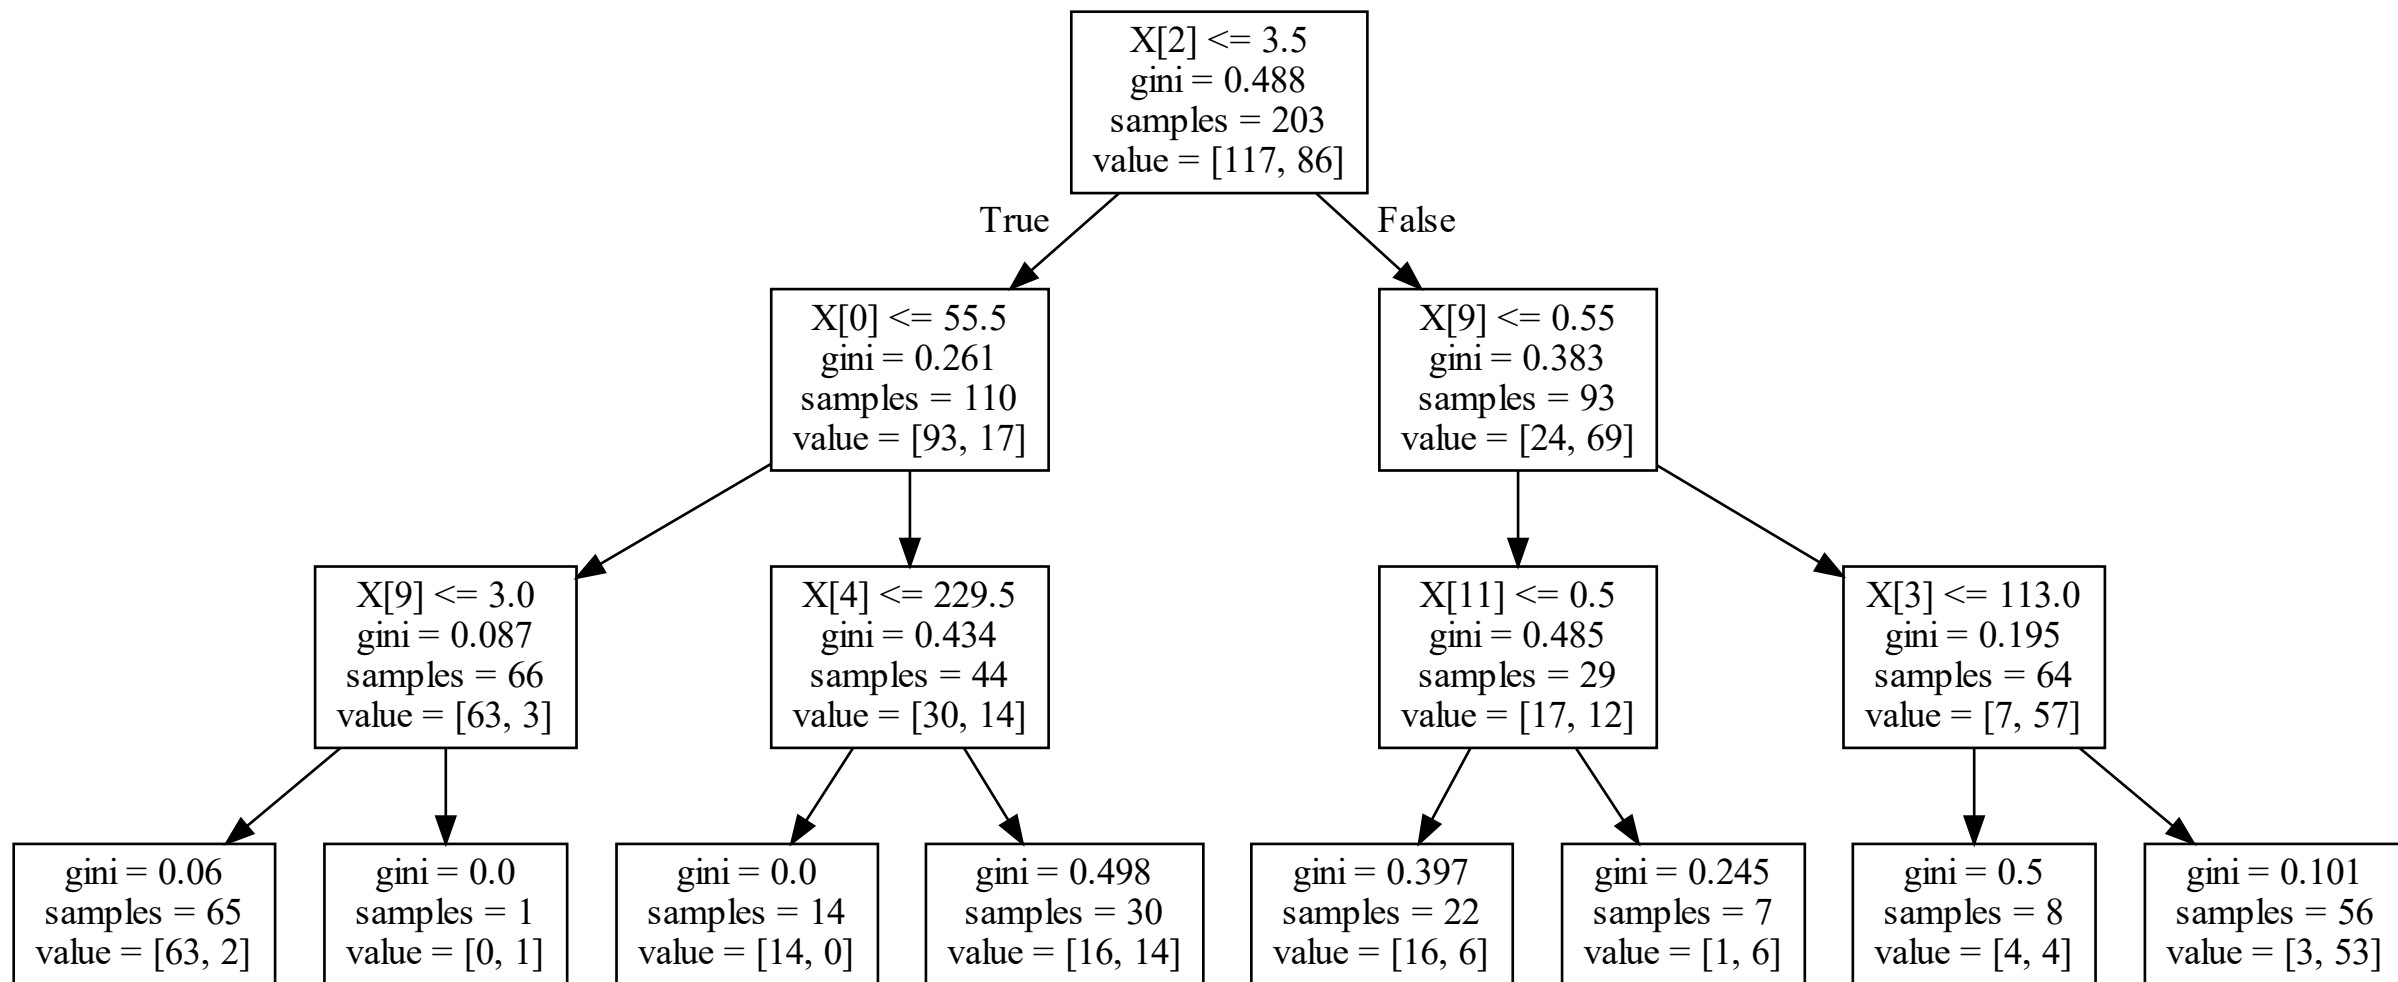 X[2] <= 3.5
gini = 0.488
samples = 203
value = [117, 86]
True
False
X[0] <= 55.5
gini = 0.261
samples = 110
value = [93, 17]
X[9] <= 0.55
gini = 0.383
samples = 93
value = [24, 69]
X[9] <= 3.0
gini = 0.087
samples = 66
value = [63, 3]
X[4] <= 229.5
gini = 0.434
samples = 44
value = [30, 14]
X[11] <= 0.5
gini = 0.485
samples = 29
value = [17, 12]
X[3] <= 113.0
gini = 0.195
samples = 64
value = [7, 57]
gini = 0.06
samples = 65
value = [63, 2]
gini = 0.0
samples = 1
value = [0, 1]
gini = 0.0
samples = 14
value = [14, 0]
gini = 0.498
samples = 30
value = [16, 14]
gini = 0.397
samples = 22
value = [16, 6]
gini = 0.245
samples = 7
value = [1, 6]
gini = 0.5
samples = 8
value = [4, 4]
gini = 0.101
samples = 56
value = [3, 53]